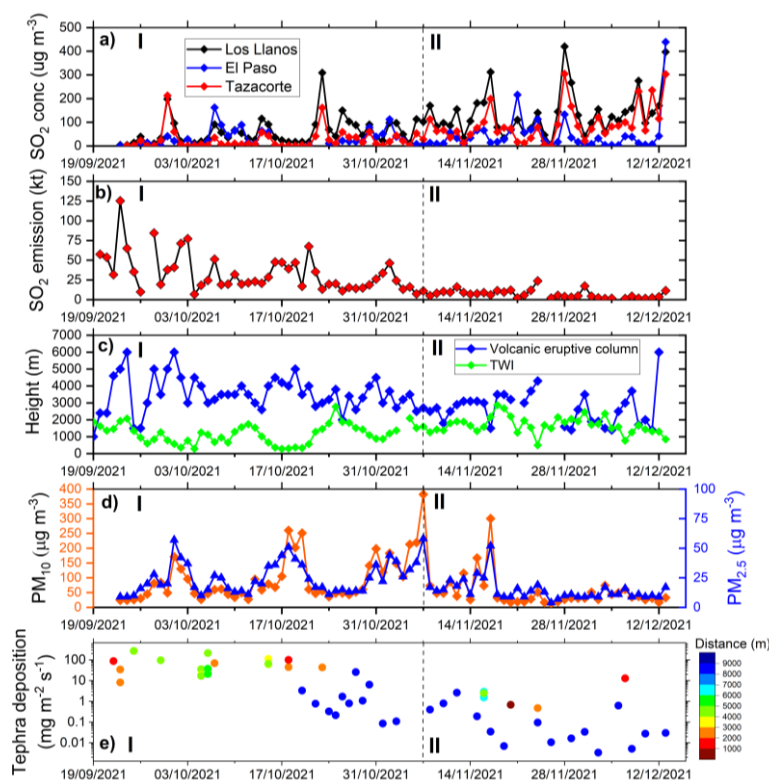 a)
I
II
Los Llanos
El Paso
Tazacorte
SO2 conc (ug m-3)
500
400
300
200
100
0
19/09/2021 03/10/2021 17/10/2021 31/10/2021 14/11/2021 28/11/2021 12/12/2021
b)
I
II
SO2 emission (kt)
150
125
100
75
50
25
0
19/09/2021 03/10/2021 17/10/2021 31/10/2021 14/11/2021 28/11/2021 12/12/2021
c)
I
II
Volcanic eruptive column
TWI
Height (m)
7000
6000
5000
4000
3000
2000
1000
0
19/09/2021 03/10/2021 17/10/2021 31/10/2021 14/11/2021 28/11/2021 12/12/2021
d)
I
II
PM10 (µg m-3)
400
350
300
250
200
150
100
50
0
100
75
50
25
0
PM2.5 (µg m-3)
19/09/2021 03/10/2021 17/10/2021 31/10/2021 14/11/2021 28/11/2021 12/12/2021
Tephra deposition
(mg m-2 s-1)
100
10
1
0.1
0.01
e)
I
II
Distance (m)
9000
8000
7000
6000
5000
4000
3000
2000
1000
19/09/2021 03/10/2021 17/10/2021 31/10/2021 14/11/2021 28/11/2021 12/12/2021